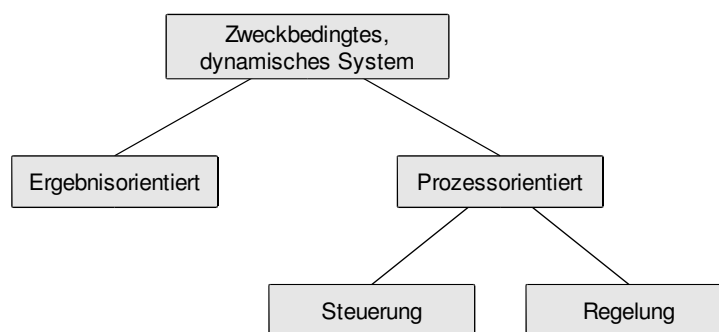 Zweckbedingtes,
dynamisches System
Ergebnisorientiert
Prozessorientiert
Steuerung
Regelung